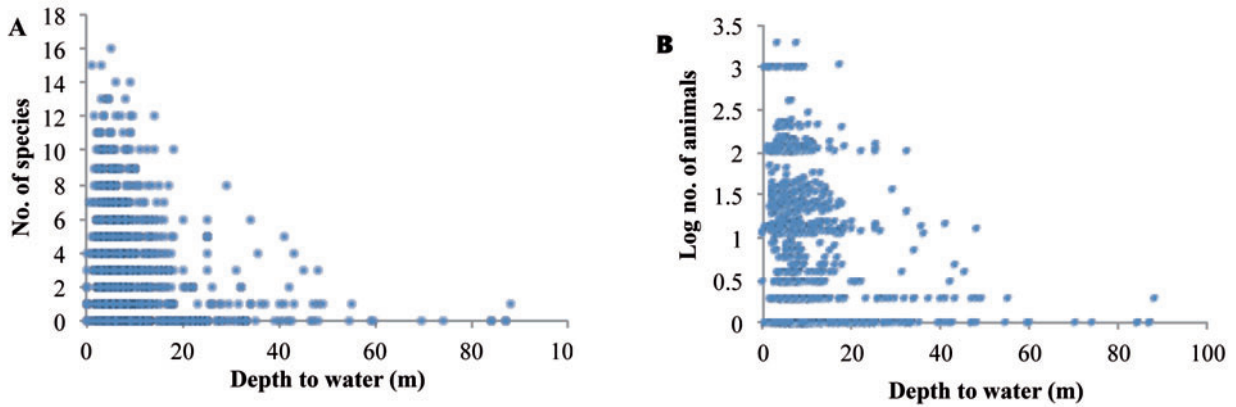 A
No. of species
18
16
14
12
10
8
6
4
2
0
0 20 40 60 80 10
Depth to water (m)
B
Log no. of animals
3.5
3
2.5
2
1.5
1
0.5
0
0 20 40 60 80 100
Depth to water (m)